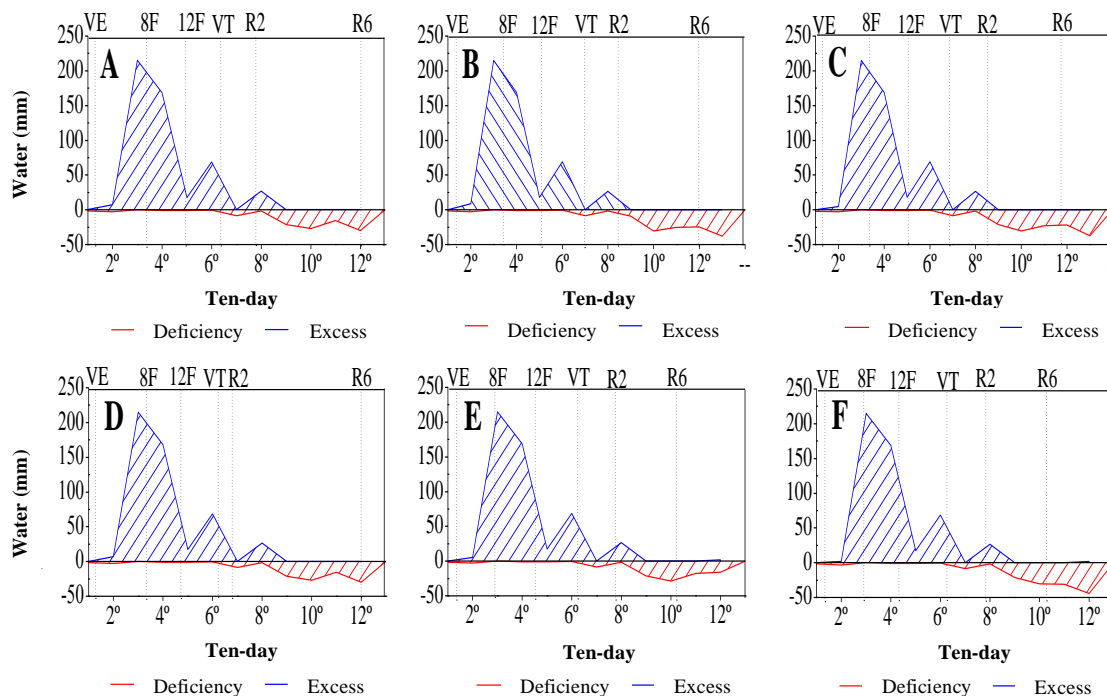 VE 8F 12F VT R2 R6
VE 8F 12F VT R2 R6
VE 8F 12F VT R2 R6
A
B
C
Water (mm)
250
200
150
100
50
0
-50
2º 4 6º 8º 10º 12º
250
200
150
100
50
0
-50
2º 4º 6º 8º 10º 12º --
250
200
150
100
50
0
-50
2º 4º 6º 8º 10º 12º
Ten-day
Ten-day
Ten-day
Deficiency Excess
Deficiency Excess
Deficiency Excess
VE 8F 12F VT R2 R6
VE 8F 12F VT R2 R6
VE 8F 12F VT R2 R6
D
E
F
Water (mm)
250
200
150
100
50
0
-50
2º 4 6º 8º 10º 12º
250
200
150
100
50
0
-50
2º 4º 6º 8º 10º 12º
250
200
150
100
50
0
-50
2º 4º 6º 8º 10º 12º
Ten-day
Ten-day
Ten-day
Deficiency Excess
Deficiency Excess
Deficiency Excess